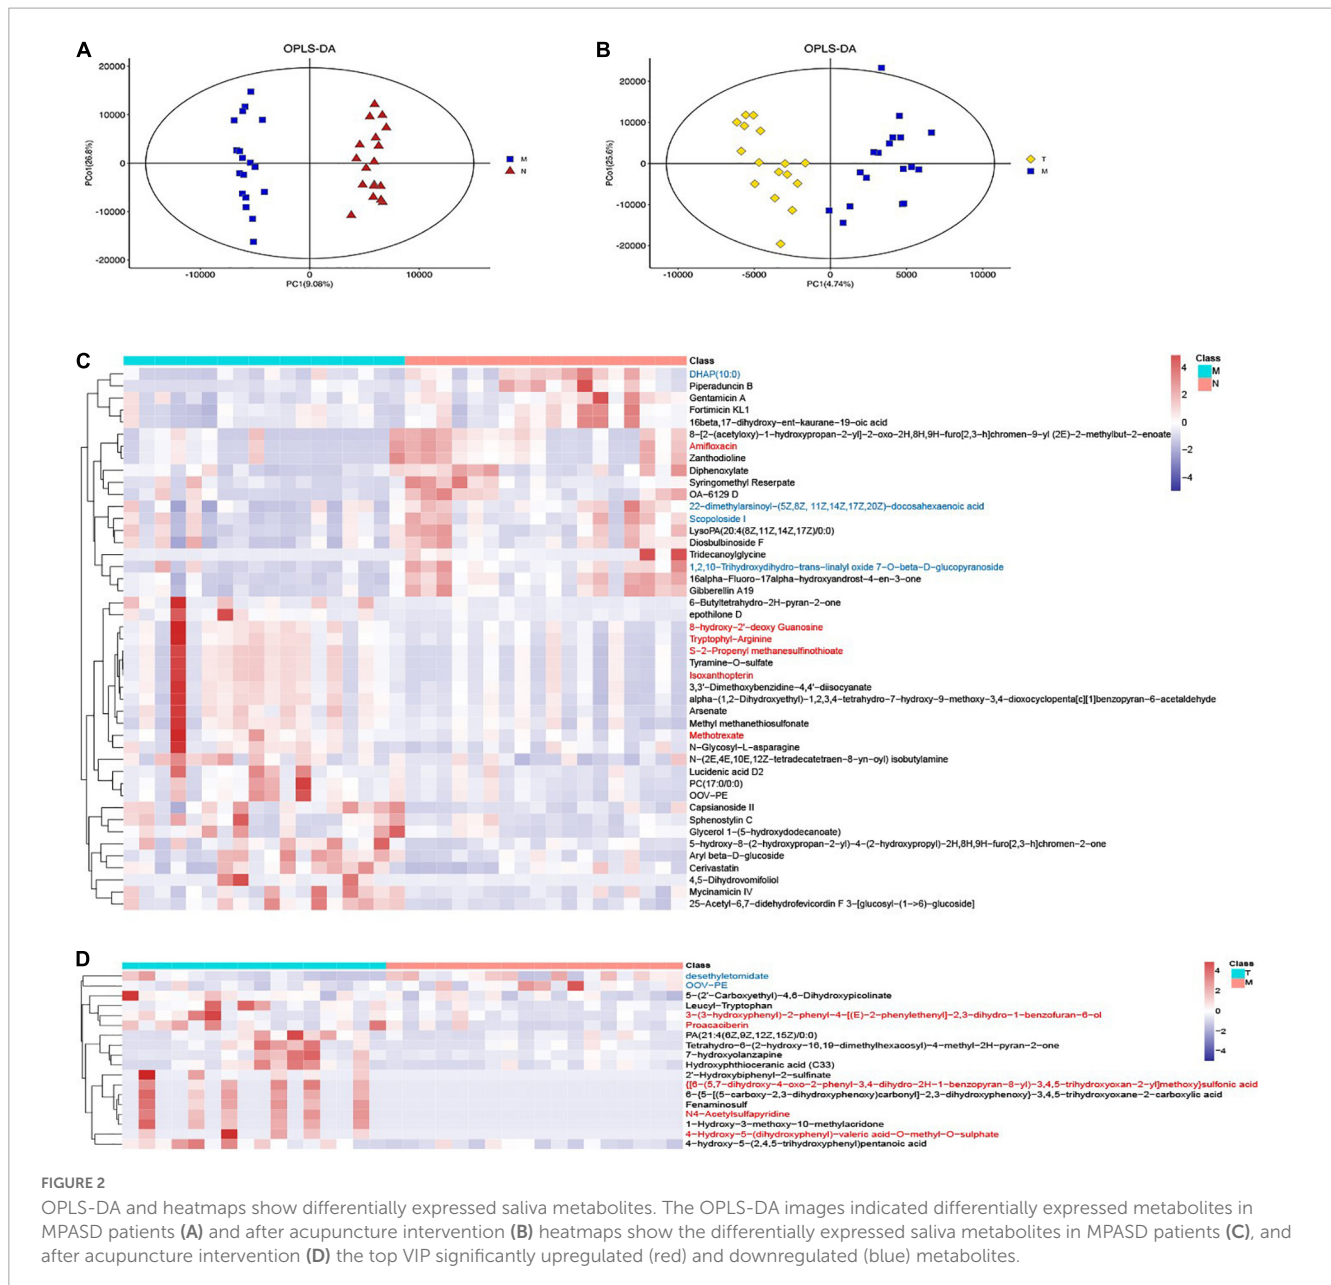 A
OPLS-DA
20000
10000
0
-10000
-20000
PCo1(26.8%)
-10000
0
10000
PC1(9.08%)
M
N
B
OPLS-DA
20000
10000
0
-10000
-20000
PCo1(25.6%)
-10000
-5000
0
5000
10000
PC1(4.74%)
T
M
C
Class
DHAP(10:0)
Piperaduncin B
Gentamicin A
Fortimicin KL1
16beta,17-dihydroxy-ent-kaurane-19-oic acid
8-[2-(acetyloxy)-1-hydroxypropan-2-yl]-2-oxo-2H,8H,9H-furo[2,3-h]chromen-9-yl (2E)-2-methylbut-2-enoate
Amifloxacin
Zanthodioline
Diphenoxylate
Syringomethyl Reserpate
OA-6129 D
22-dimethylarsinoyl-(5Z,8Z, 11Z,14Z,17Z,20Z)-docosahexaenoic acid
Scopoloside I
LysoPA(20:4(8Z,11Z,14Z,17Z)/0:0)
Diosbulbinoside F
Tridecanoylglycine
1,2,10-Trihydroxydihydro-trans-linalyl oxide 7-O-beta-D-glucopyranoside
16alpha-Fluoro-17alpha-hydroxyandrost-4-en-3-one
Gibberellin A19
6-Butyltetrahydro-2H-pyran-2-one
epothilone D
8-hydroxy-2'-deoxy Guanosine
Tryptophyl-Arginine
S-2-Propenyl methanesulfinothioate
Tyramine-O-sulfate
Isoxanthopterin
3,3'-Dimethoxybenzidine-4,4'-diisocyanate
alpha-(1,2-Dihydroxyethyl)-1,2,3,4-tetrahydro-7-hydroxy-9-methoxy-3,4-dioxocyclopenta[c][1]benzopyran-6-acetaldehyde
Arsenate
Methyl methanethiosulfonate
Methotrexate
N-Glycosyl-L-asparagine
N-(2E,4E,10E,12Z-tetradecatetraen-8-yn-oyl) isobutylamine
Lucidenic acid D2
PC(17:0/0:0)
OOV-PE
Capsianoside II
Sphenostylin C
Glycerol 1-(5-hydroxydodecanoate)
5-hydroxy-8-(2-hydroxypropan-2-yl)-4-(2-hydroxypropyl)-2H,8H,9H-furo[2,3-h]chromen-2-one
Aryl beta-D-glucoside
Cerivastatin
4,5-Dihydrovomifoliol
Mycinamicin IV
25-Acetyl-6,7-didehydrofevicordin F 3-[glucosyl-(1->6)-glucoside]
4
2
0
-2
-4
Class
M
N
D
Class
desethyletomidate
OOV-PE
5-(2'-Carboxyethyl)-4,6-Dihydroxypicolinate
Leucyl-Tryptophan
3-(3-hydroxyphenyl)-2-phenyl-4-[(E)-2-phenylethenyl]-2,3-dihydro-1-benzofuran-6-ol
Proacaciberin
PA(21:4(6Z,9Z,12Z,15Z)/0:0)
Tetrahydro-6-(2-hydroxy-16,19-dimethylhexacosyl)-4-methyl-2H-pyran-2-one
7-hydroxyolanzapine
Hydroxyphthioceranic acid (C33)
2'-Hydroxybiphenyl-2-sulfinate
{[6-(5,7-dihydroxy-4-oxo-2-phenyl-3,4-dihydro-2H-1-benzopyran-8-yl)-3,4,5-trihydroxyoxan-2-yl]methoxy}sulfonic acid
6-{5-[(5-carboxy-2,3-dihydroxyphenoxy)carbonyl]-2,3-dihydroxyphenoxy}-3,4,5-trihydroxyoxane-2-carboxylic acid
Fenaminosulf
N4-Acetylsulfapyridine
1-Hydroxy-3-methoxy-10-methylacridone
4-Hydroxy-5-(dihydroxyphenyl)-valeric acid-O-methyl-O-sulphate
4-hydroxy-5-(2,4,5-trihydroxyphenyl)pentanoic acid
4
2
0
-2
-4
Class
T
M
FIGURE 2
OPLS-DA and heatmaps show differentially expressed saliva metabolites. The OPLS-DA images indicated differentially expressed metabolites in
MPASD patients (A) and after acupuncture intervention (B) heatmaps show the differentially expressed saliva metabolites in MPASD patients (C), and
after acupuncture intervention (D) the top VIP significantly upregulated (red) and downregulated (blue) metabolites.